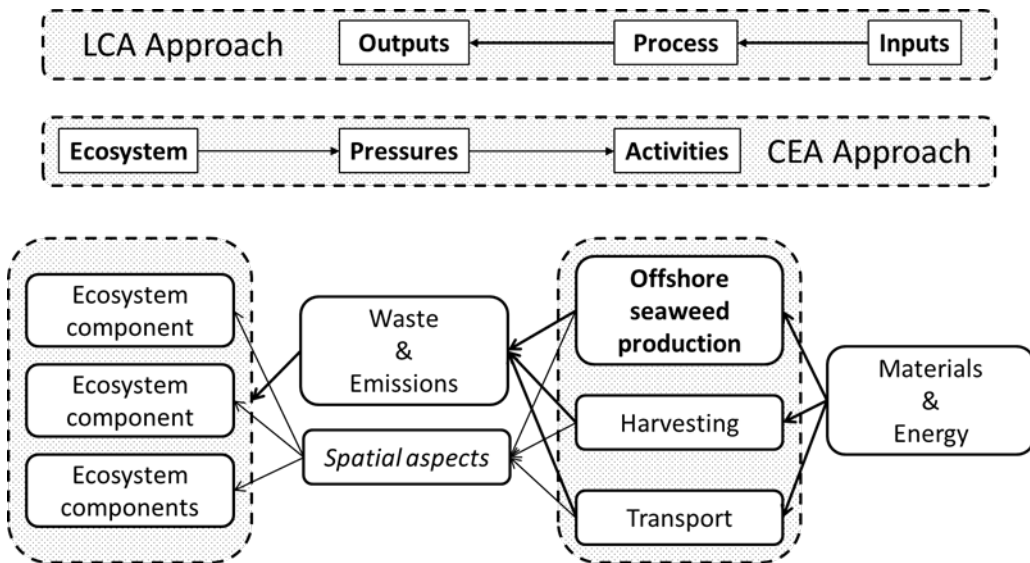 LCA Approach
Outputs
Process
Inputs
Ecosystem
Pressures
Activities
CEA Approach
Ecosystem
component
Ecosystem
component
Ecosystem
components
Waste
&
Emissions
Spatial aspects
Offshore
seaweed
production
Harvesting
Transport
Materials
&
Energy